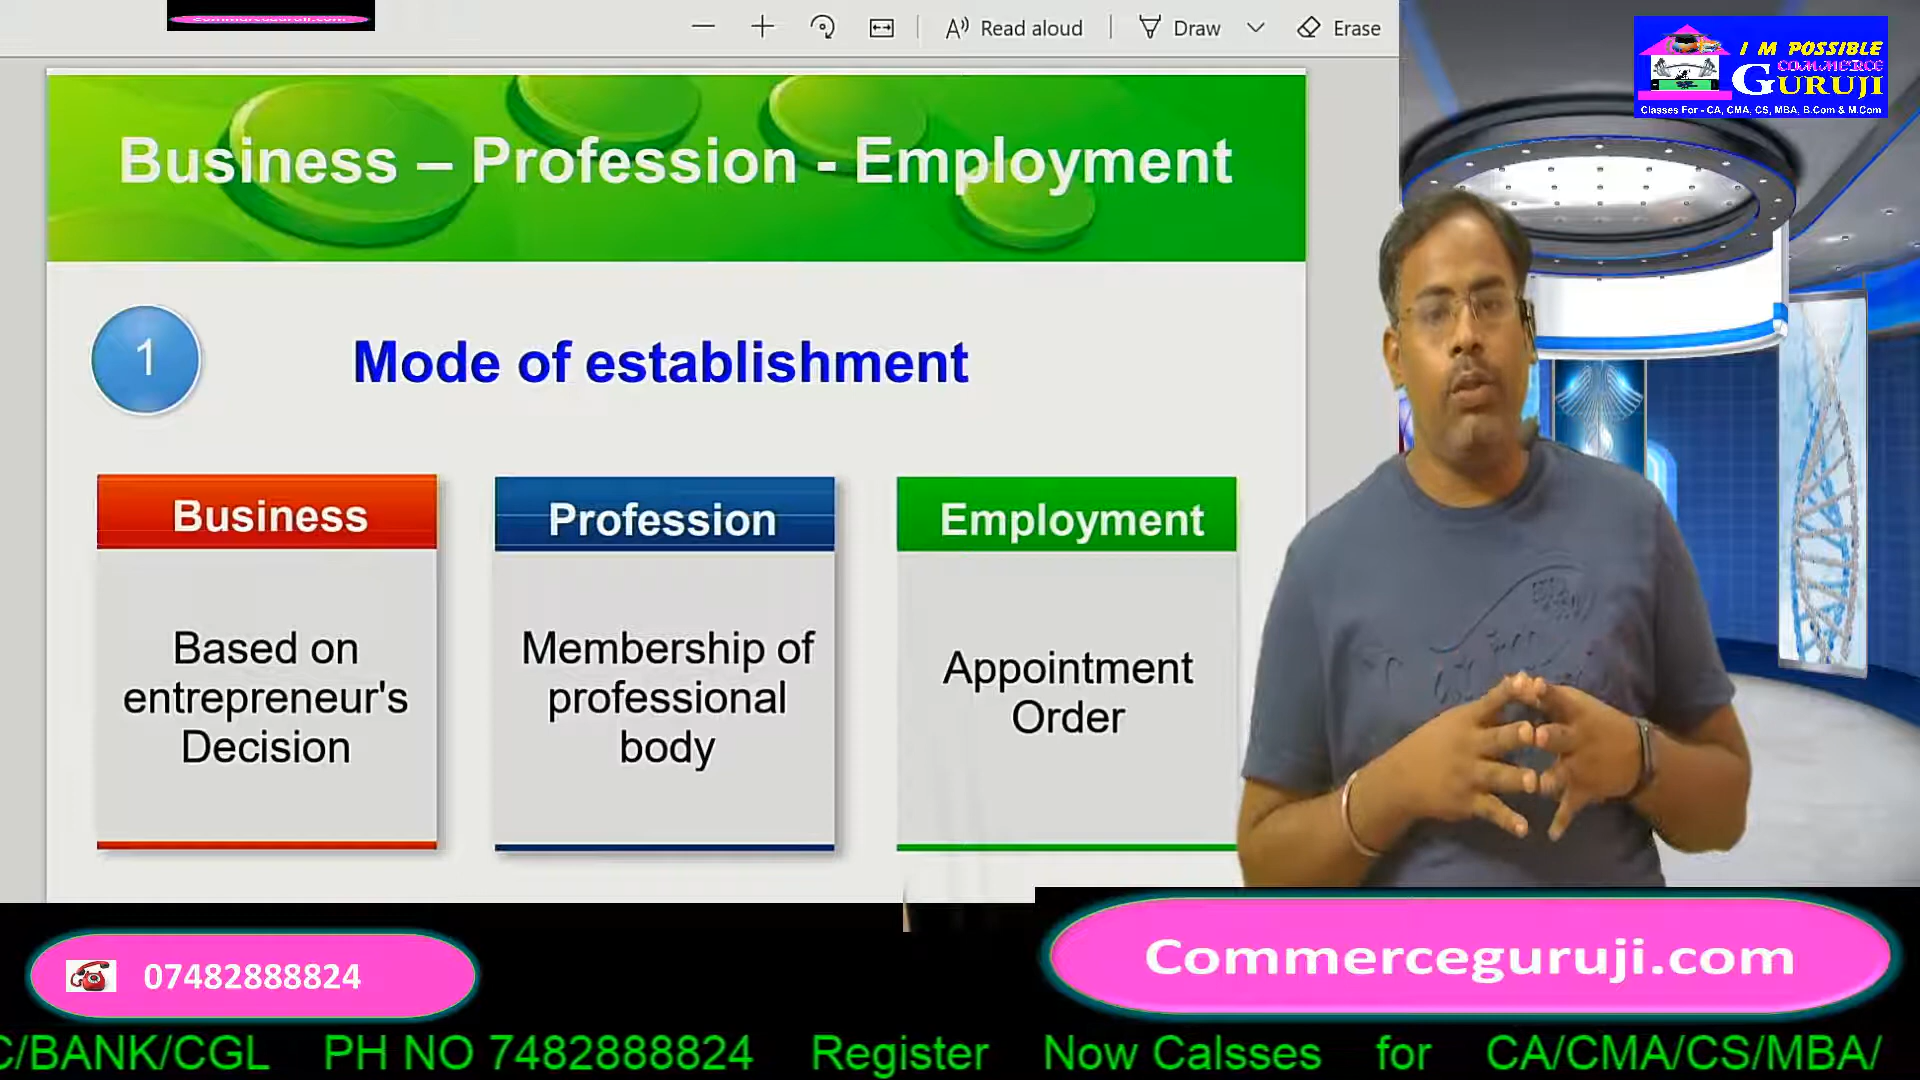 Commerceguruji.com
Read aloud
Draw
Erase
I M POSSIBLE
COMMERCE
GURUJI
Classes For - CA, CMA, CS, MBA, B.Com & M.Com
Business – Profession - Employment
1
Mode of establishment
Business
Based on
entrepreneur's
Decision
Profession
Membership of
professional
body
Employment
Appointment
Order
07482888824
Commerceguruji.com
C/BANK/CGL PH NO 7482888824 Register Now Calsses for CA/CMA/CS/MBA/